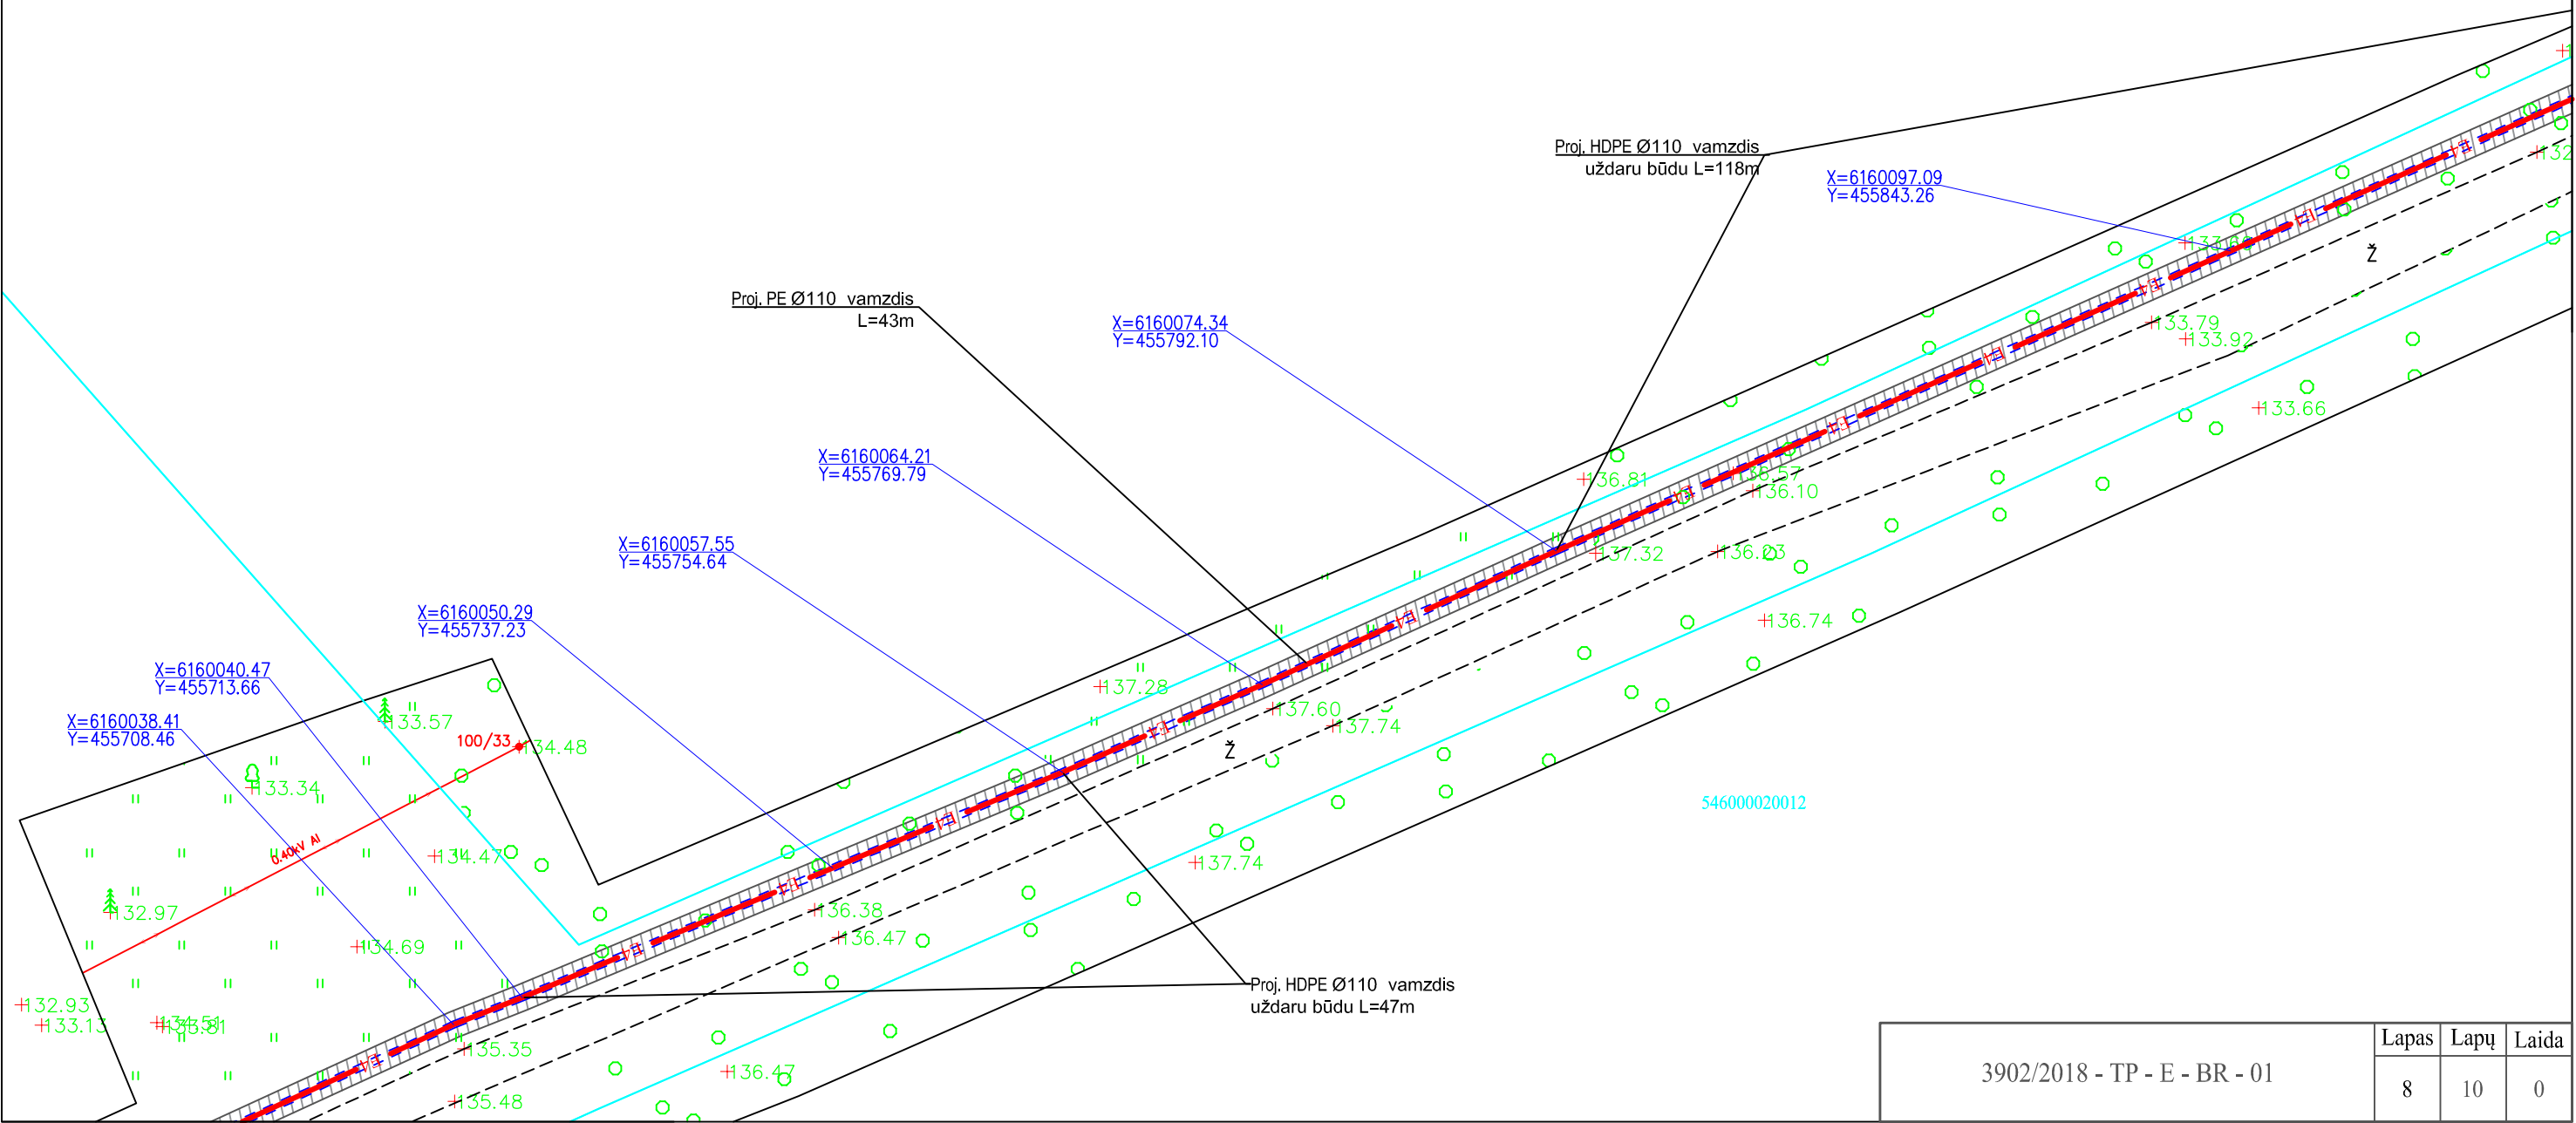 Proj. HDPE Ø110 vamzdis
uždaru būdu L=118m
X=6160097.09
Y=455843.26
Ž
Proj. PE Ø110 vamzdis
L=43m
X=6160074.34
Y=455792.10
133.79
133.92
133.66
X=6160064.21
Y=455769.79
136.81
136.57
136.10
X=6160057.55
Y=455754.64
137.32
136.23
X=6160050.29
Y=455737.23
136.74
X=6160040.47
Y=455713.66
137.28
137.60
137.74
X=6160038.41
Y=455708.46
133.57
100/33
134.48
Ž
133.34
546000020012
0.40kV Al
134.47
137.74
132.97
136.38
136.47
134.69
Proj. HDPE Ø110 vamzdis
uždaru būdu L=47m
132.93
133.13
135.35
136.47
135.48
3902/2018 - TP - E - BR - 01
Lapas Lapų Laida
8 10 0